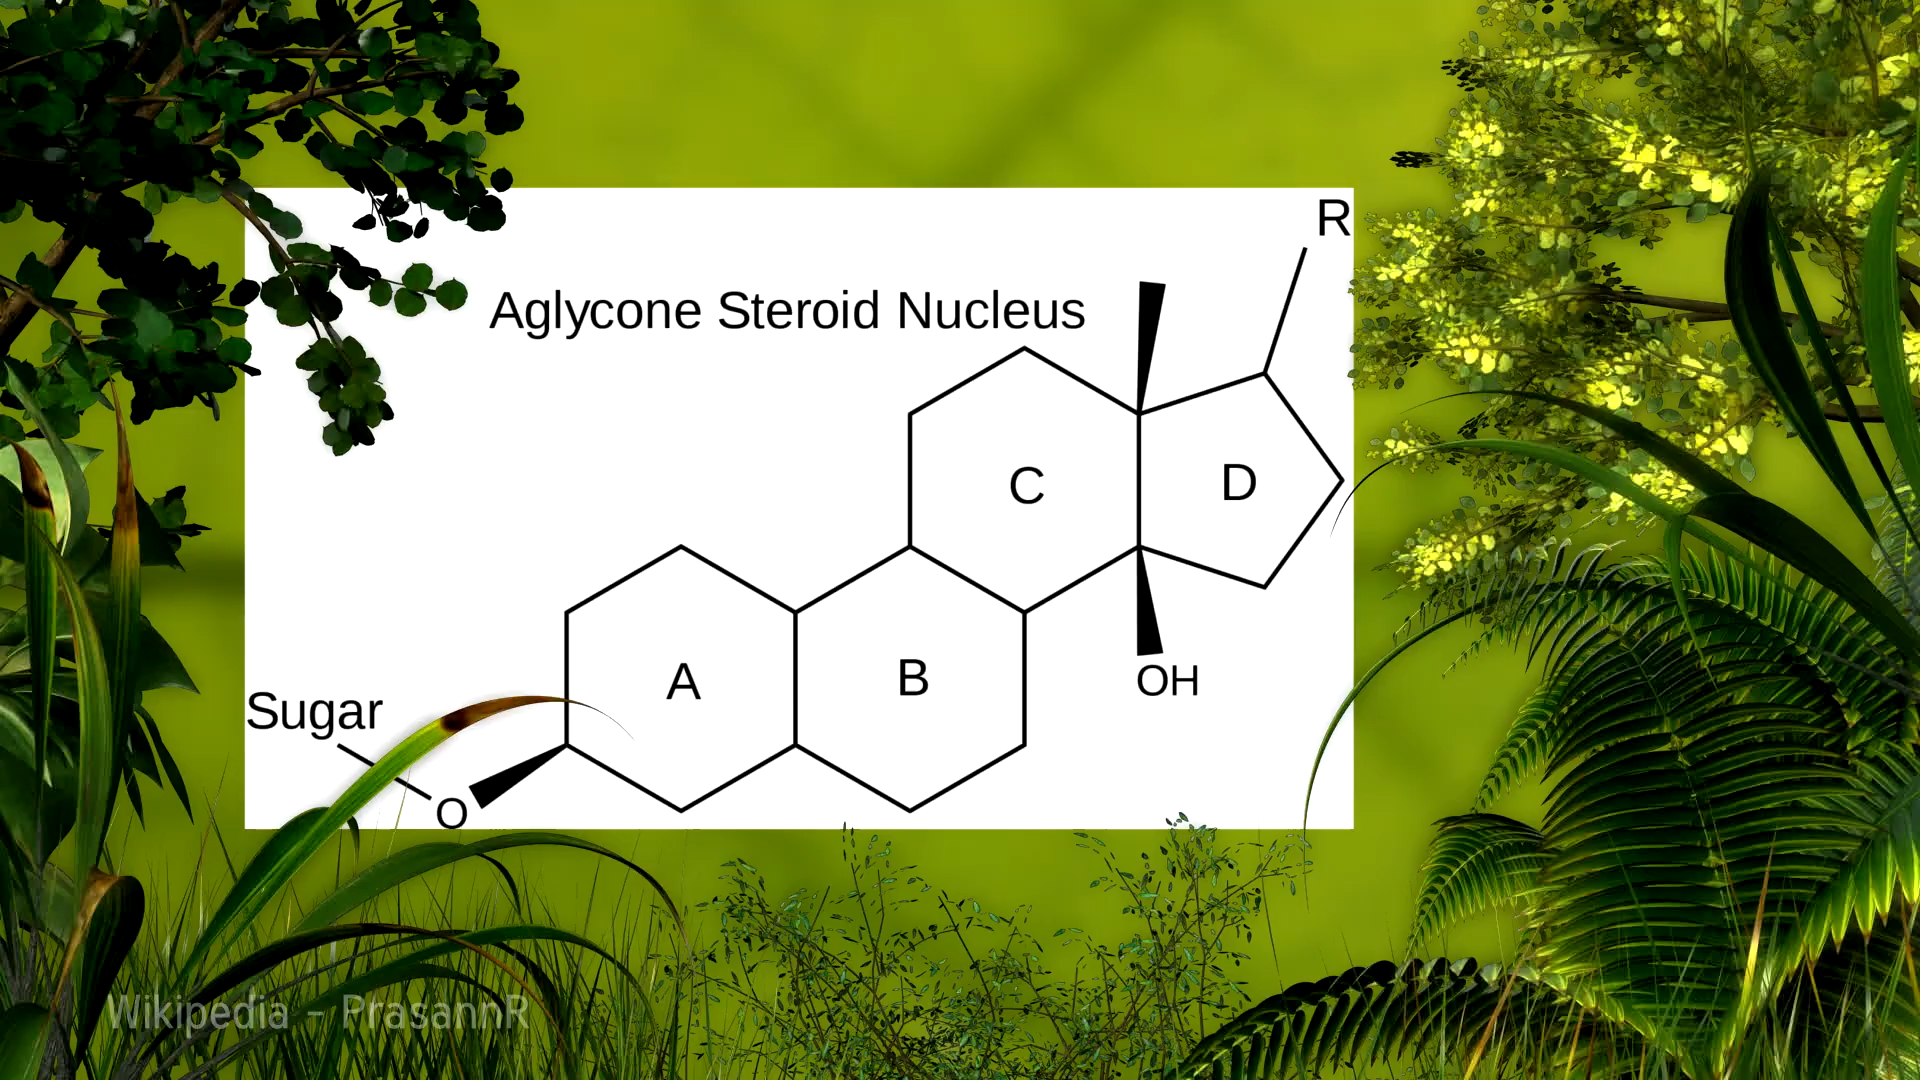 R
Aglycone Steroid Nucleus
C
D
A
B
OH
Sugar
O
Wikipedia - PrasannR